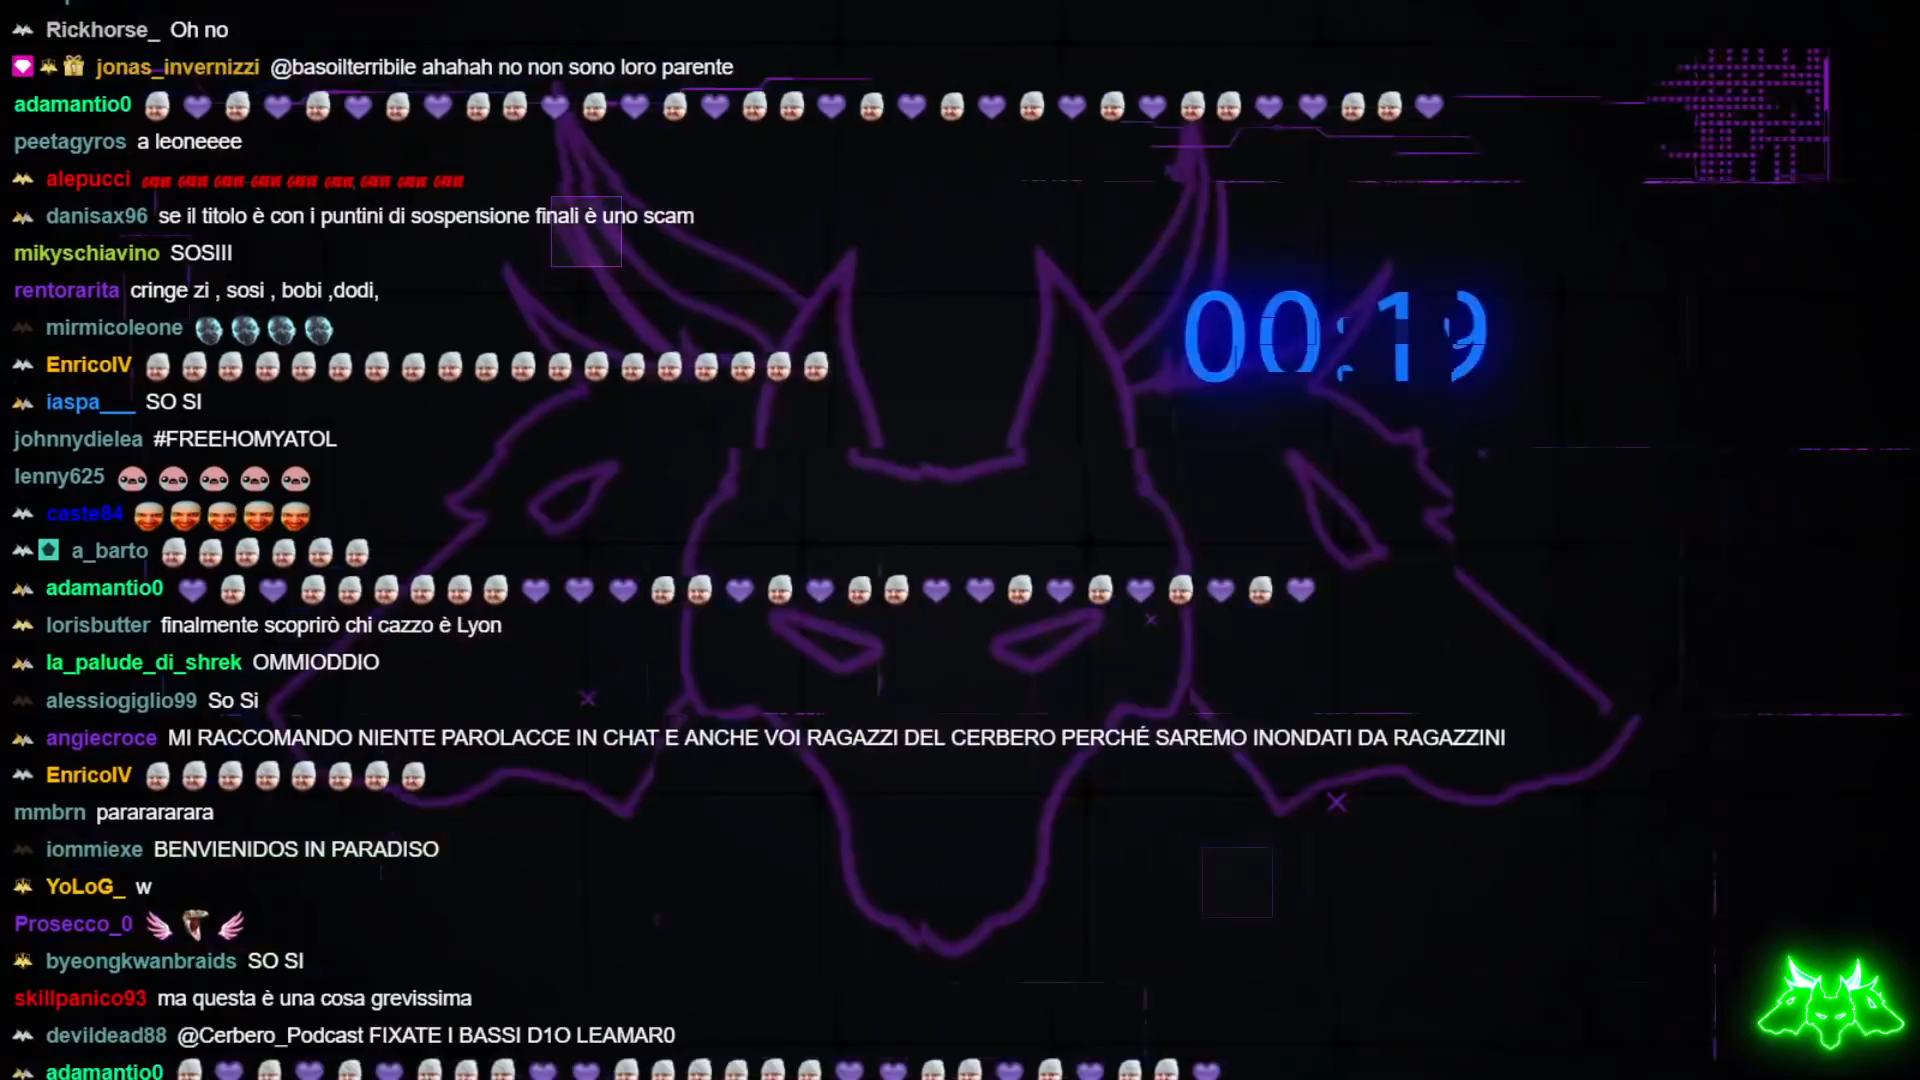 Rickhorse_ Oh no
jonas_invernizzi @basoilterribile ahahah no non sono loro parente
adamantio0
peetagyros a leoneeee
alepucci
danisax96 se il titolo è con i puntini di sospensione finali è uno scam
mikyschiavino SOSIII
rentorarita cringe zi , sosi , bobi ,dodi,
00:19
mirmicoleone
EnricoIV
iaspa___ SO SI
johnnydielea #FREEHOMYATOL
lenny625
caste84
a_barto
adamantio0
lorisbutter finalmente scoprirò chi cazzo è Lyon
la_palude_di_shrek OMMIODDIO
alessiogiglio99 So Si
angiecroce MI RACCOMANDO NIENTE PAROLACCE IN CHAT E ANCHE VOI RAGAZZI DEL CERBERO PERCHÉ SAREMO INONDATI DA RAGAZZINI
EnricoIV
mmbrn parararararara
iommiexe BENVIENIDOS IN PARADISO
YoLoG_ w
Prosecco_0
byeongkwanbraids SO SI
skillpanico93 ma questa è una cosa grevissima
devildead88 @Cerbero_Podcast FIXATE I BASSI D1O LEAMAR0
adamantio0